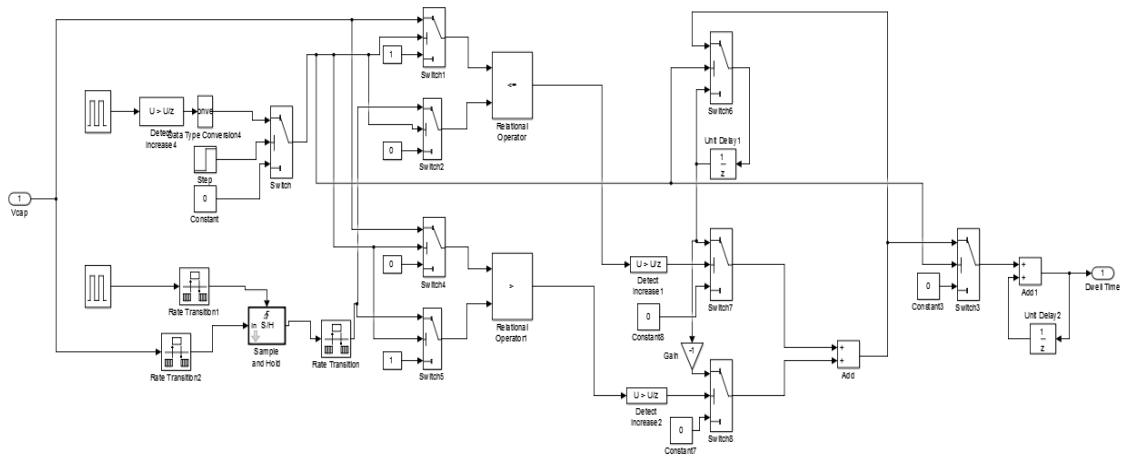 1
Vcap
U > U/z
Detect
Increase4
Data Type Conversion4
Step
0
Constant
Switch
1
Switch1
0
Switch2
<=
Relational
Operator
0
Switch4
1
Switch5
>
Relational
Operator1
Rate Transition1
Rate Transition2
In
S/H
Sample
and Hold
Rate Transition
Switch6
Unit Delay1
1
z
U > U/z
Detect
Increase1
0
Constant8
Switch7
-1
Gain
U > U/z
Detect
Increase2
0
Constant7
Switch8
+
+
Add
0
Constant3
Switch3
+
+
Add1
1
Dwell Time
Unit Delay2
1
z